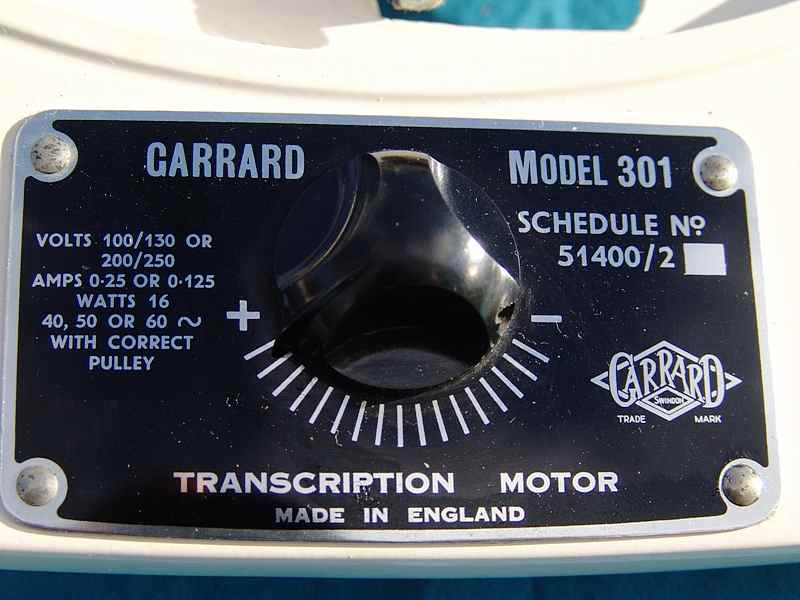 GARRARD
MODEL 301
SCHEDULE Nº
51400/2
VOLTS 100/130 OR
200/250
AMPS 0·25 OR 0·125
WATTS 16
40, 50 OR 60 ~
WITH CORRECT
PULLEY
+ −
GARRARD
SWINDON
TRADE MARK
TRANSCRIPTION MOTOR
MADE IN ENGLAND